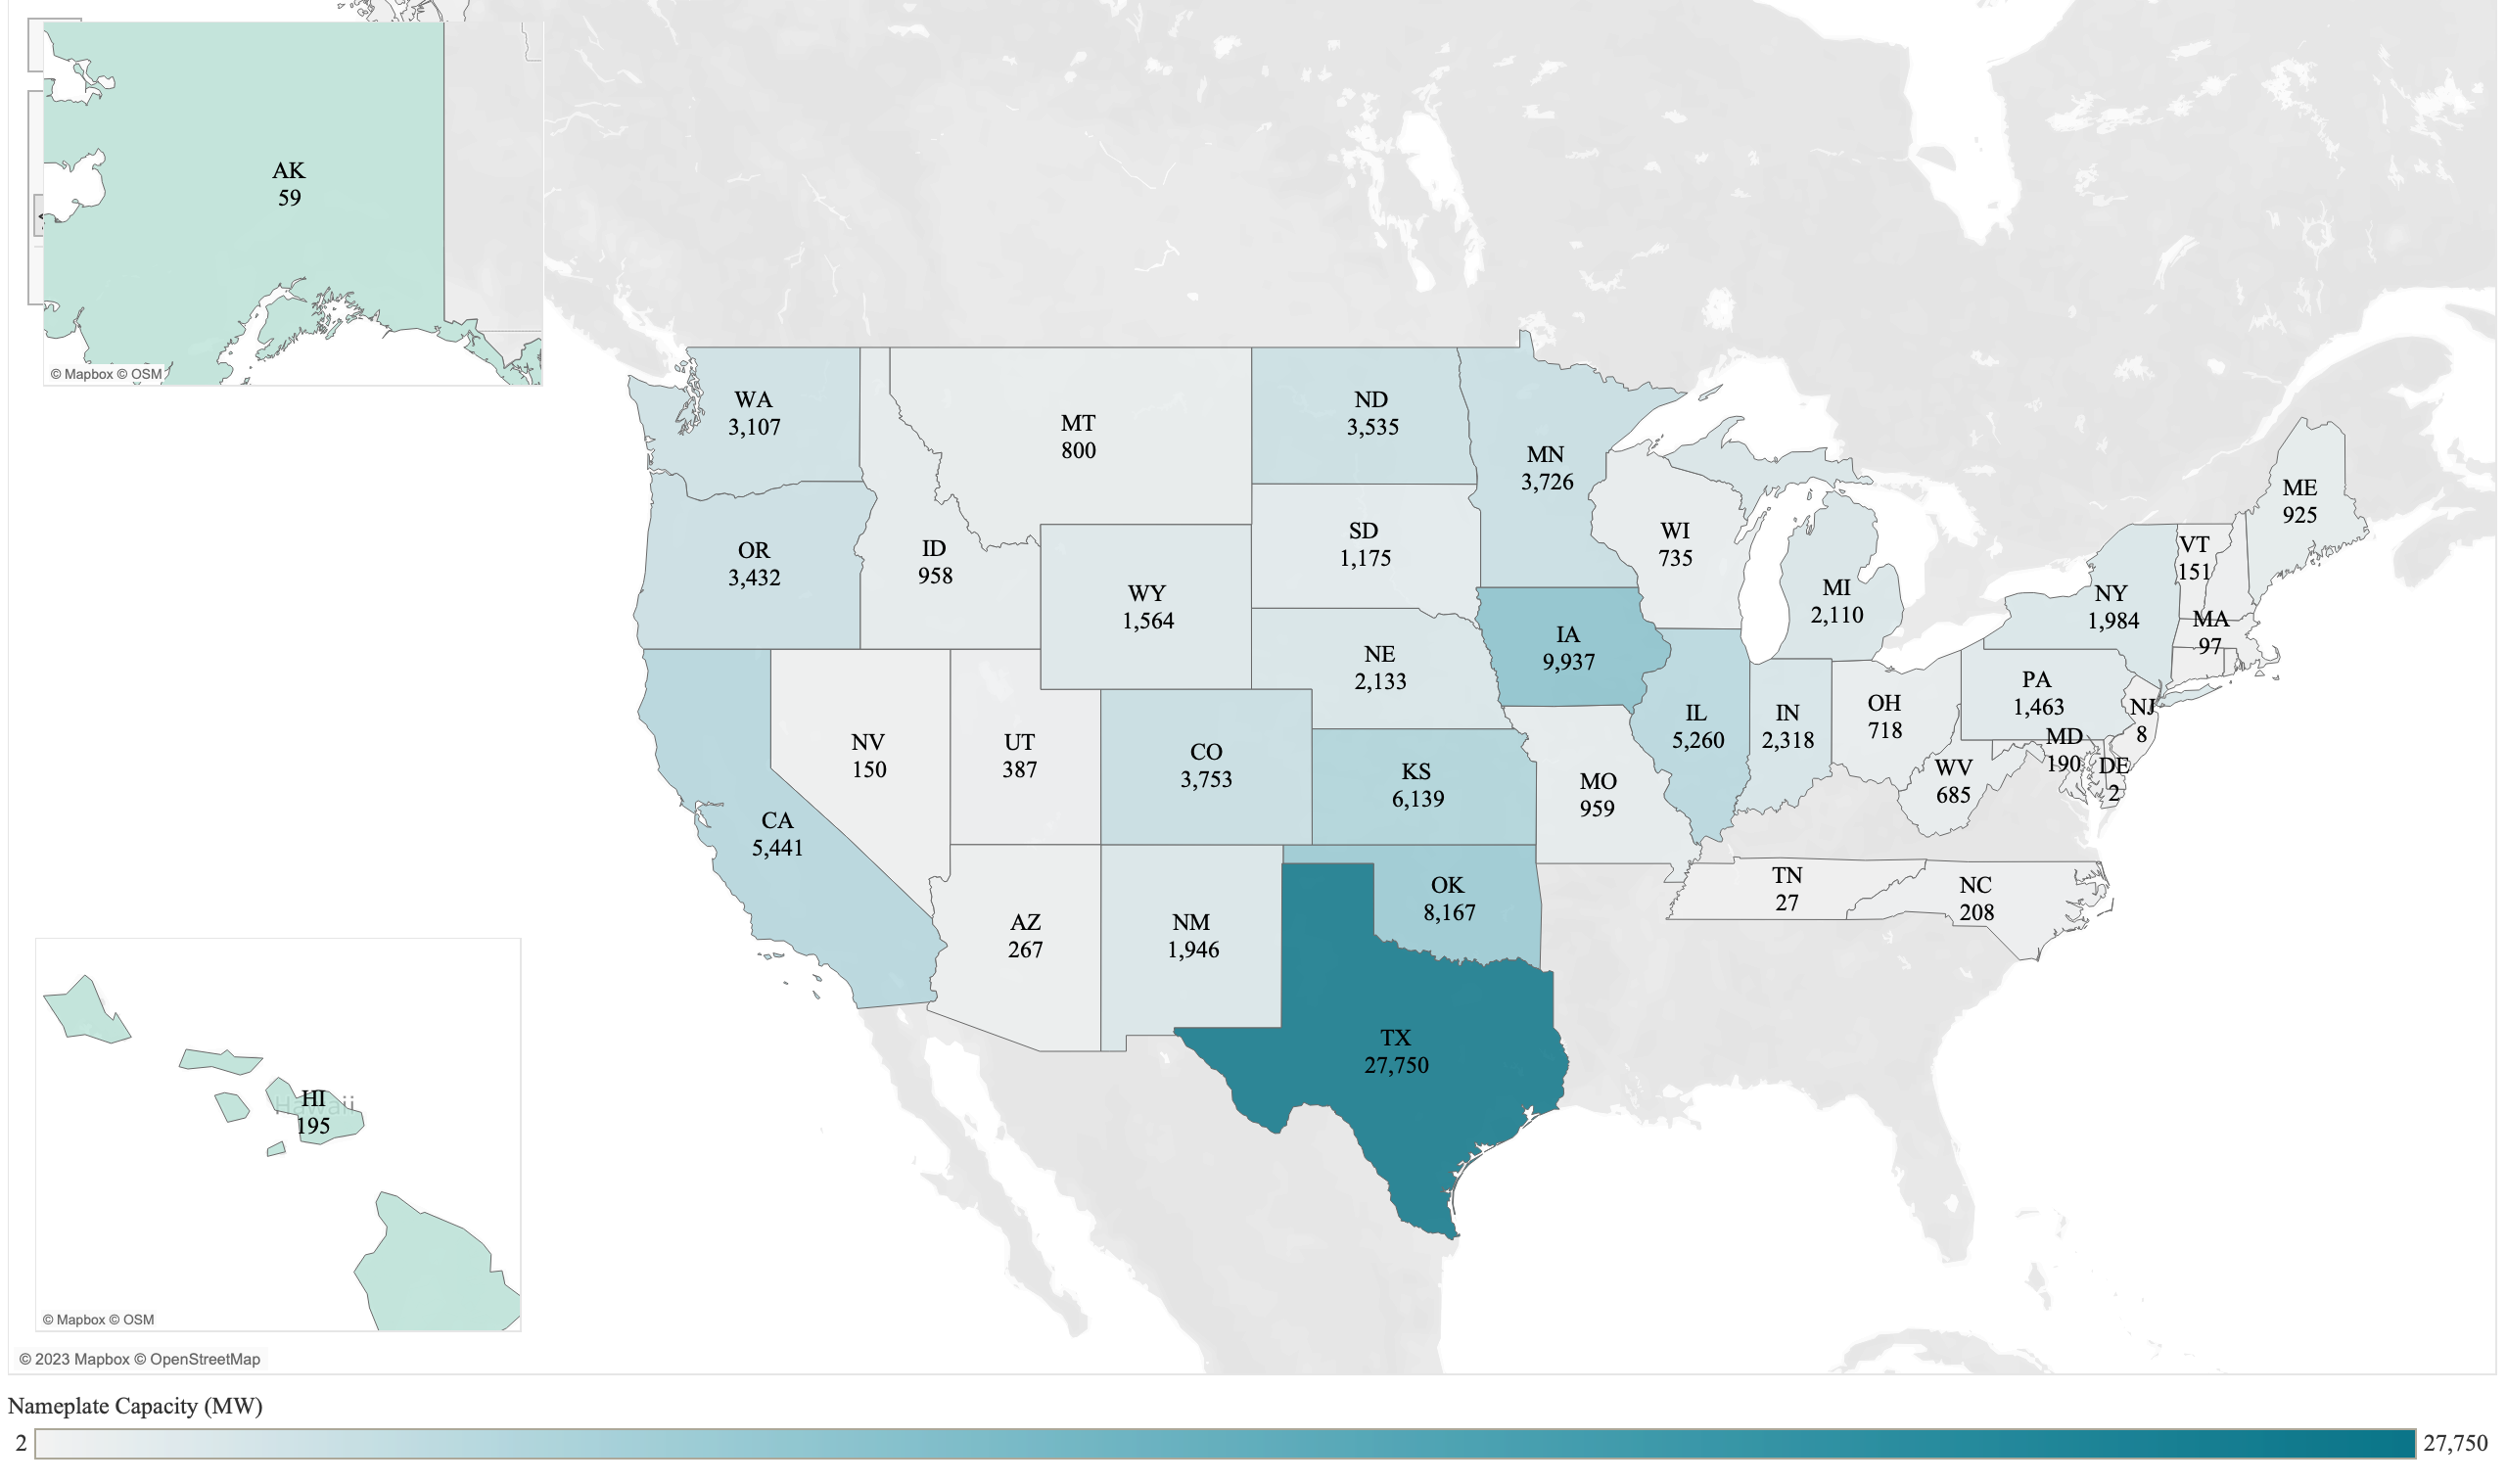 AK
59
© Mapbox © OSM
WA
3,107
MT
800
ND
3,535
MN
3,726
ME
925
OR
3,432
ID
958
WY
1,564
SD
1,175
WI
735
MI
2,110
VT
151
NY
1,984
MA
97
NE
2,133
IA
9,937
IL
5,260
IN
2,318
OH
718
PA
1,463
NJ
8
NV
150
UT
387
CO
3,753
KS
6,139
MO
959
WV
685
MD
190
DE
2
CA
5,441
AZ
267
NM
1,946
OK
8,167
TN
27
NC
208
TX
27,750
Hawaii
HI
195
© Mapbox © OSM
© 2023 Mapbox © OpenStreetMap
Nameplate Capacity (MW)
2
27,750